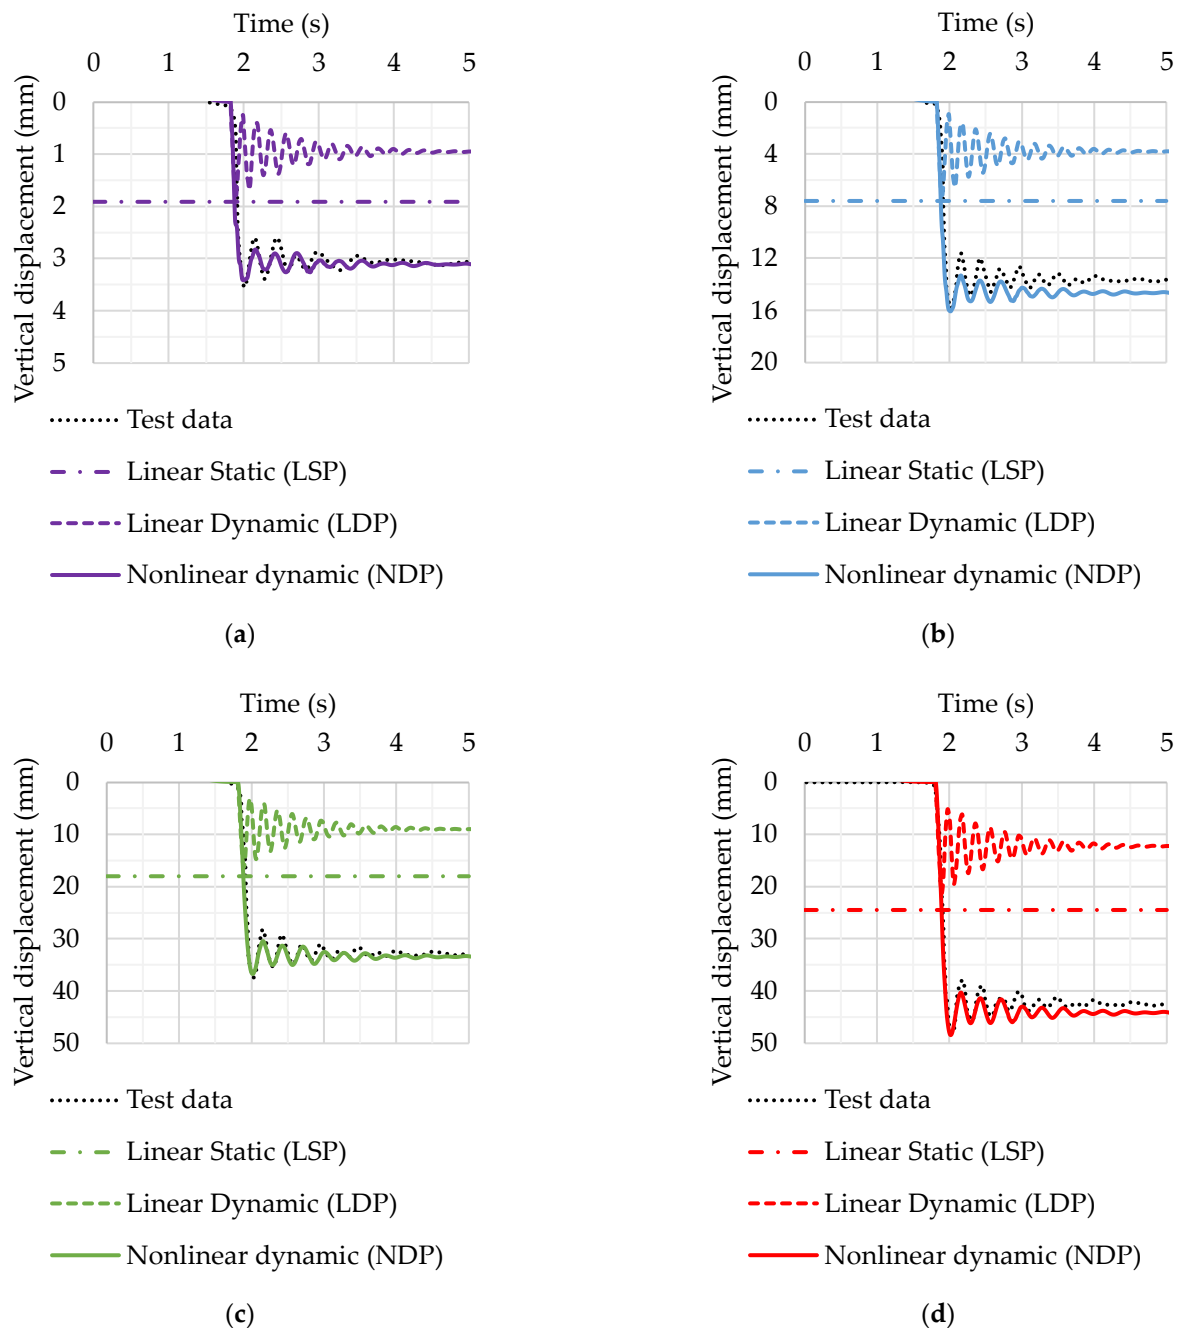 Time (s)
0 1 2 3 4 5
Vertical displacement (mm)
0
1
2
3
4
5
Test data
Linear Static (LSP)
Linear Dynamic (LDP)
Nonlinear dynamic (NDP)
(a)
Time (s)
0 1 2 3 4 5
Vertical displacement (mm)
0
4
8
12
16
20
Test data
Linear Static (LSP)
Linear Dynamic (LDP)
Nonlinear dynamic (NDP)
(b)
Time (s)
0 1 2 3 4 5
Vertical displacement (mm)
0
10
20
30
40
50
Test data
Linear Static (LSP)
Linear Dynamic (LDP)
Nonlinear dynamic (NDP)
(c)
Time (s)
0 1 2 3 4 5
Vertical displacement (mm)
0
10
20
30
40
50
Test data
Linear Static (LSP)
Linear Dynamic (LDP)
Nonlinear dynamic (NDP)
(d)